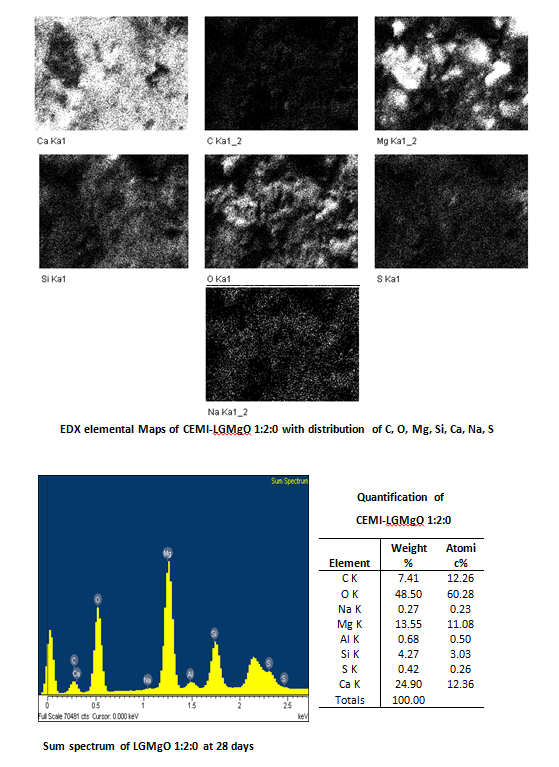 Ca Ka1
C Ka1_2
Mg Ka1_2
Si Ka1
O Ka1
S Ka1
Na Ka1_2
EDX elemental Maps of CEMI-LGMgO 1:2:0 with distribution of C, O, Mg, Si, Ca, Na, S
Sum Spectrum
Mg
O
Si
C
Ca
Na
Al
S
S
0 0.5 1 1.5 2 2.5
Full Scale 70481 cts Cursor: 0.000 keV
keV
Quantification of
CEMI-LGMgO 1:2:0
Element Weight % Atomi c%
C K 7.41 12.26
O K 48.50 60.28
Na K 0.27 0.23
Mg K 13.55 11.08
Al K 0.68 0.50
Si K 4.27 3.03
S K 0.42 0.26
Ca K 24.90 12.36
Totals 100.00
Sum spectrum of LGMgO 1:2:0 at 28 days